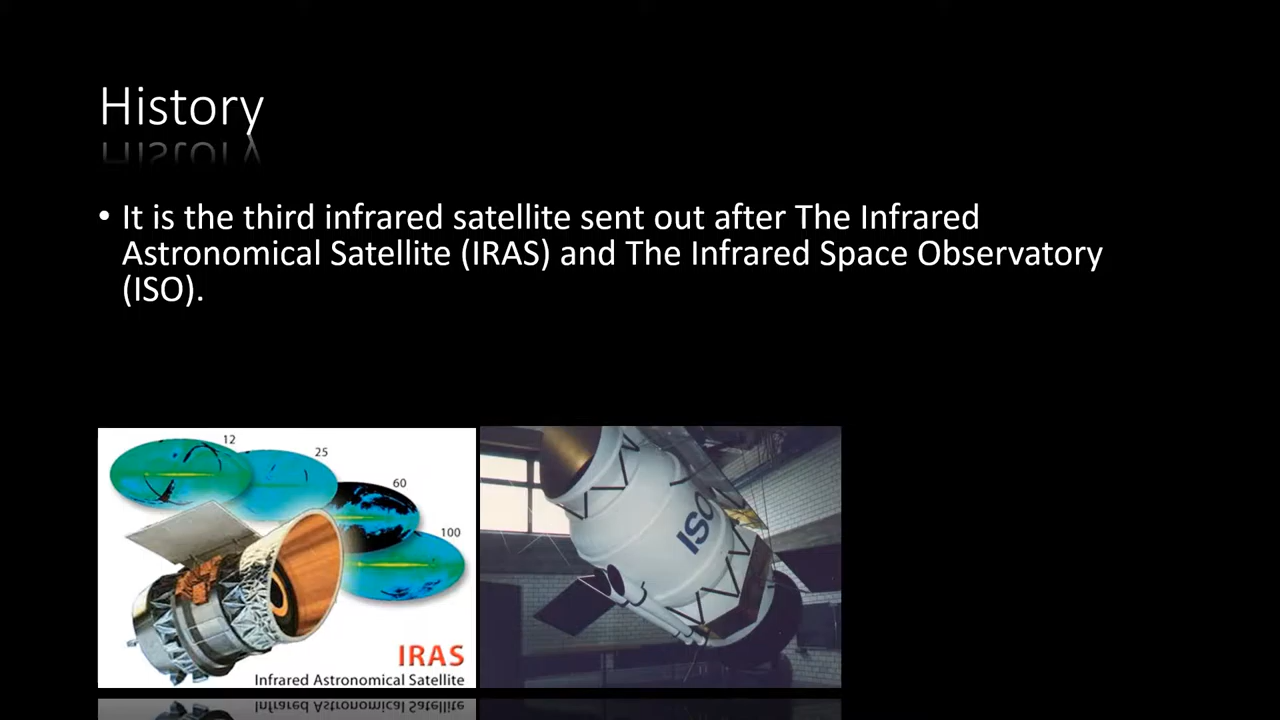 History
• It is the third infrared satellite sent out after The Infrared
Astronomical Satellite (IRAS) and The Infrared Space Observatory
(ISO).
12
25
60
100
IRAS
Infrared Astronomical Satellite
ISO